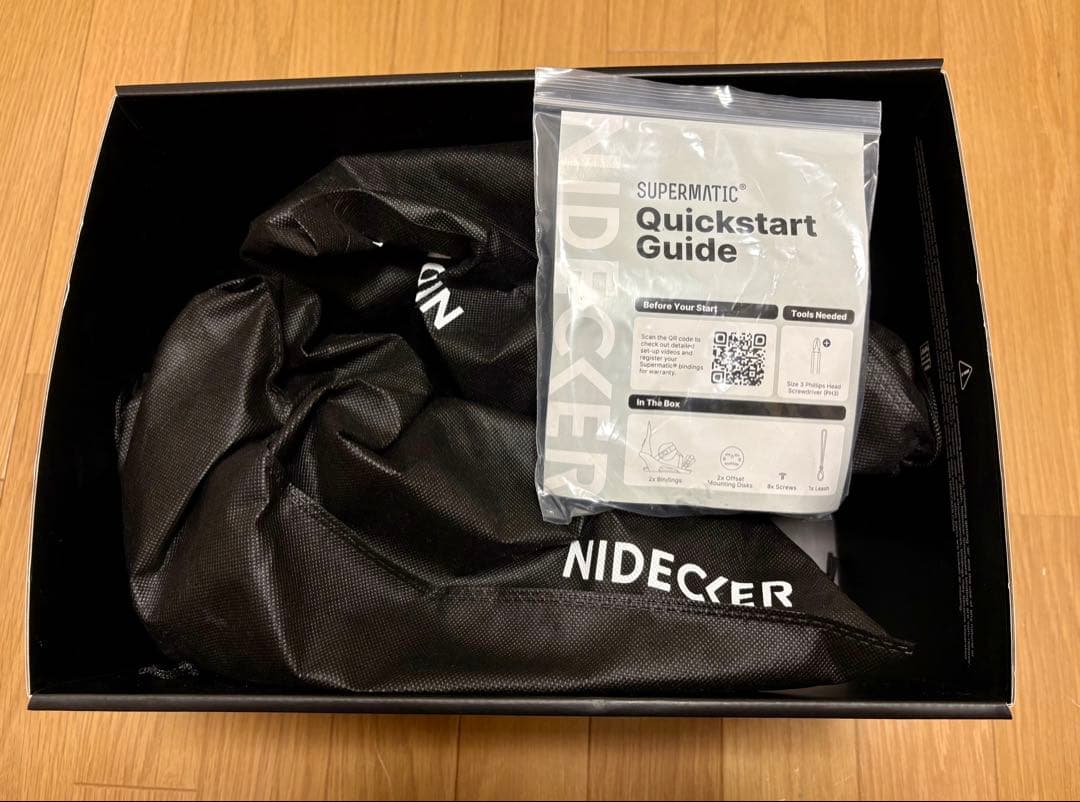 NIDECKER
SUPERMATIC®
Quickstart
Guide
Before Your Start
Tools Needed
Scan the QR code to
check out detailed
set-up videos and
register your
Supermatic® bindings
for warranty.
Size 3 Phillips Head
Screwdriver (PH3)
In The Box
2x Bindings
2x Offset
Mounting Disks
8x Screws
1x Leash
NID
NIDECKER